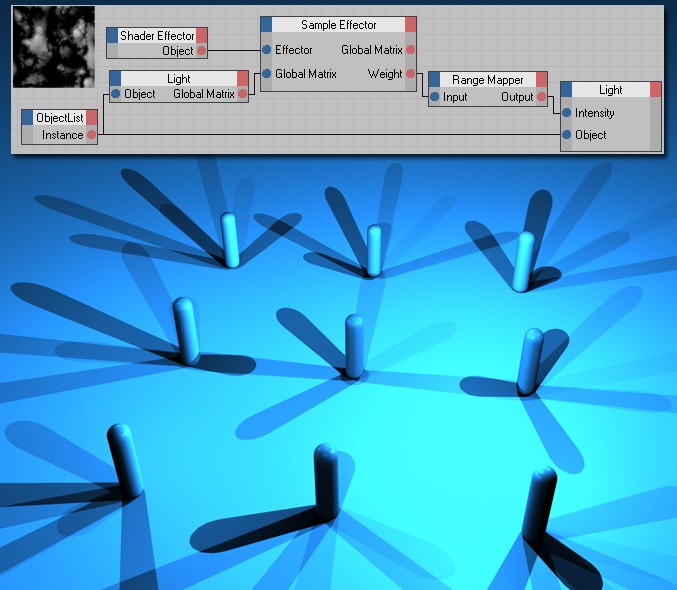 Shader Effector
Object
Light
Object Global Matrix
ObjectList
Instance
Sample Effector
Effector Global Matrix
Global Matrix Weight
Range Mapper
Input Output
Light
Intensity
Object